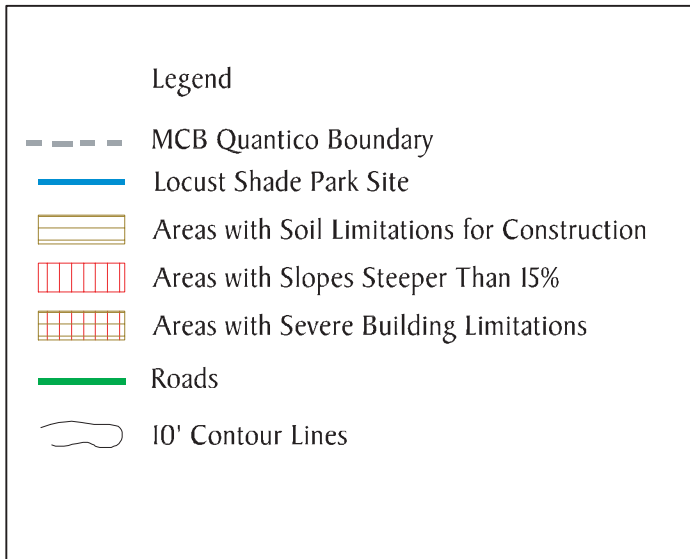 Legend
MCB Quantico Boundary
Locust Shade Park Site
Areas with Soil Limitations for Construction
Areas with Slopes Steeper Than 15%
Areas with Severe Building Limitations
Roads
10' Contour Lines